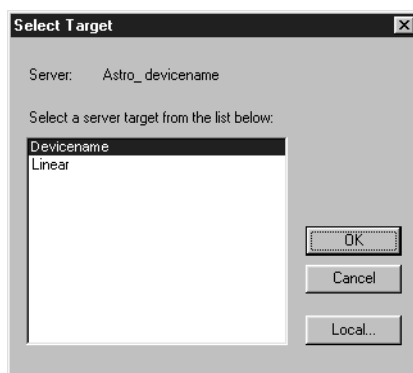 Select Target
Server: Astro_ devicename
Select a server target from the list below:
Devicename
Linear
OK
Cancel
Local...